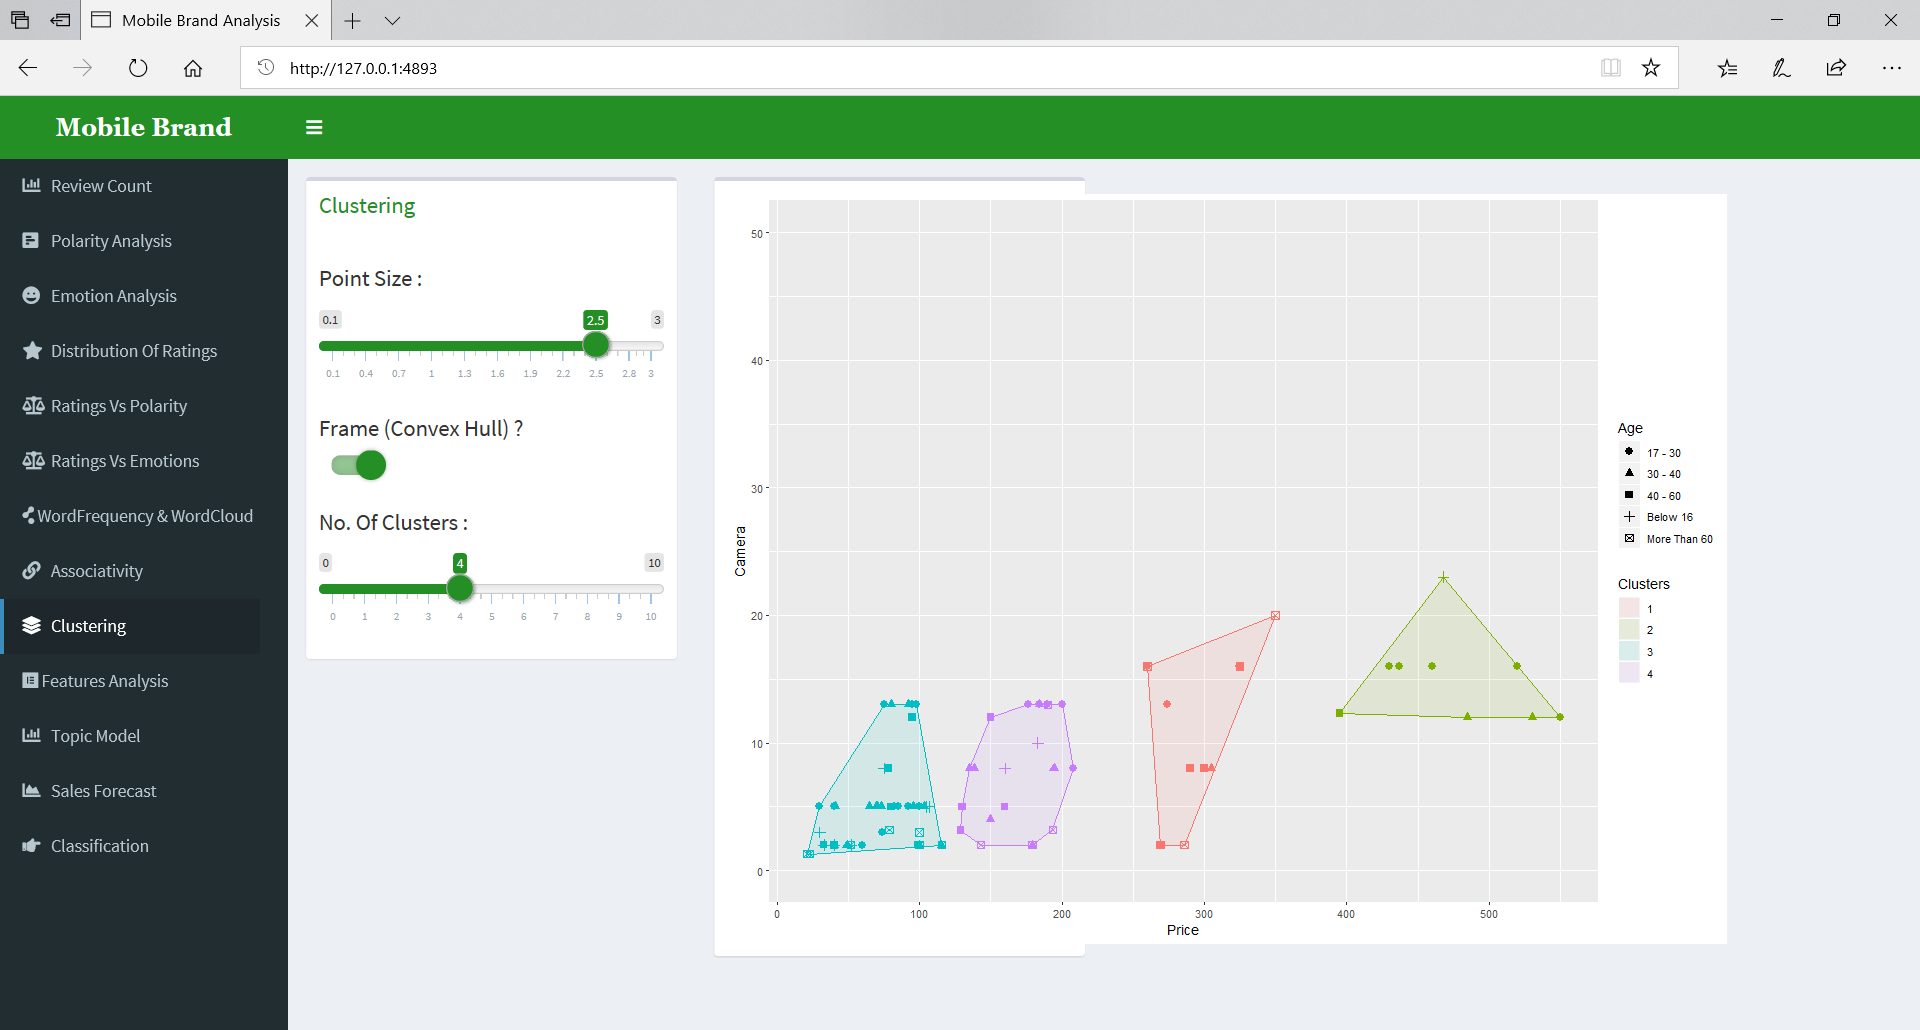 Mobile Brand Analysis
http://127.0.0.1:4893
Mobile Brand
Review Count
Polarity Analysis
Emotion Analysis
Distribution Of Ratings
Ratings Vs Polarity
Ratings Vs Emotions
WordFrequency & WordCloud
Associativity
Clustering
Features Analysis
Topic Model
Sales Forecast
Classification
Clustering
Point Size :
0.1 2.5 3
0.1 0.4 0.7 1 1.3 1.6 1.9 2.2 2.5 2.8 3
Frame (Convex Hull) ?
No. Of Clusters :
0 4 10
0 1 2 3 4 5 6 7 8 9 10
Camera
50
40
30
20
10
0
0 100 200 300 400 500
Price
Age
17 - 30
30 - 40
40 - 60
Below 16
More Than 60
Clusters
1
2
3
4